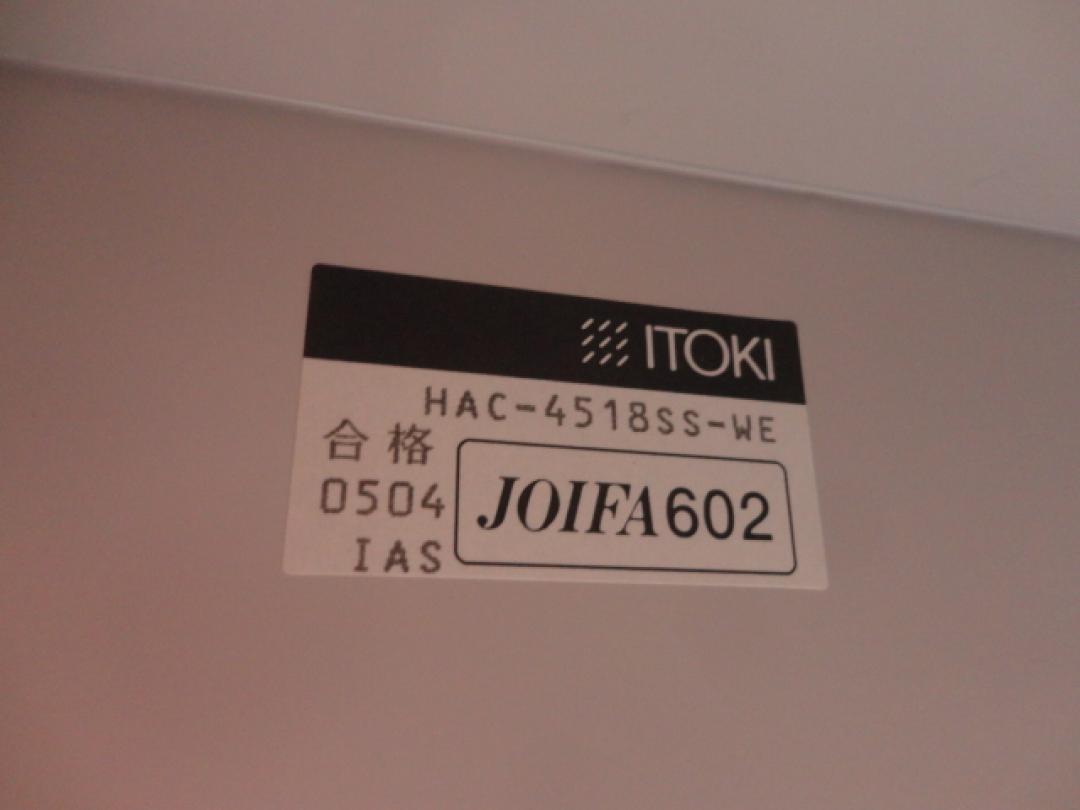 ITOKI
HAC-4518SS-WE
合格
0504
IAS
JOIFA602